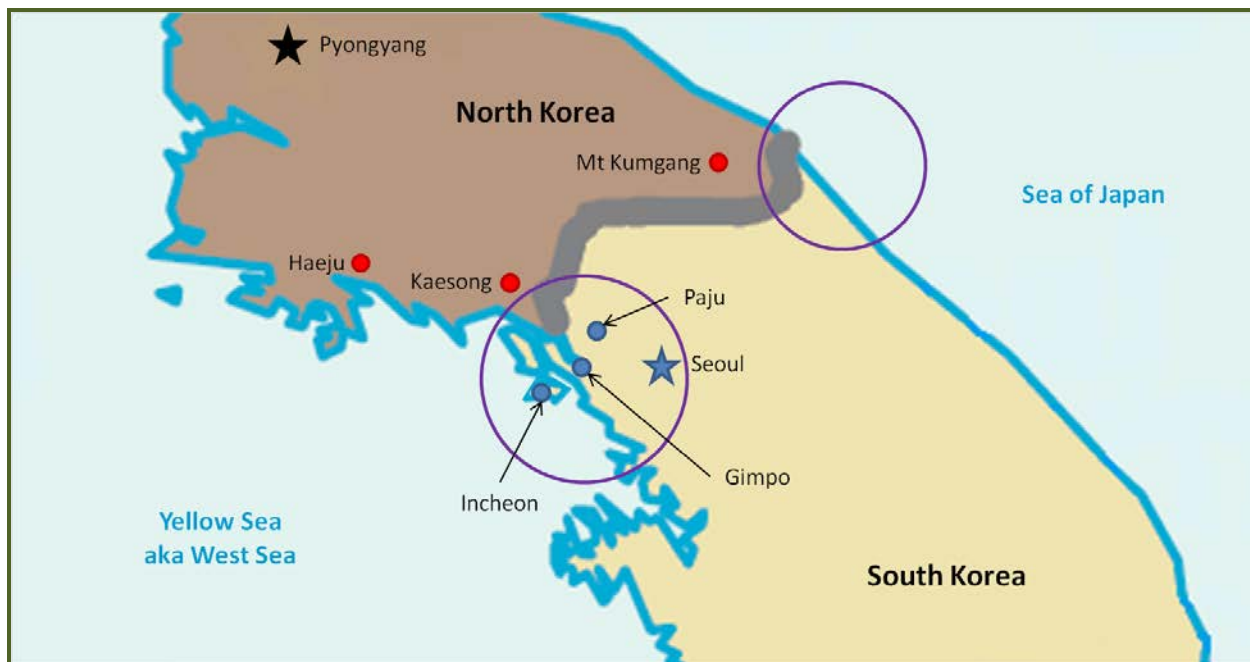 Pyongyang
North Korea
Mt Kumgang
Sea of Japan
Haeju
Kaesong
Paju
Seoul
Gimpo
Incheon
Yellow Sea
aka West Sea
South Korea